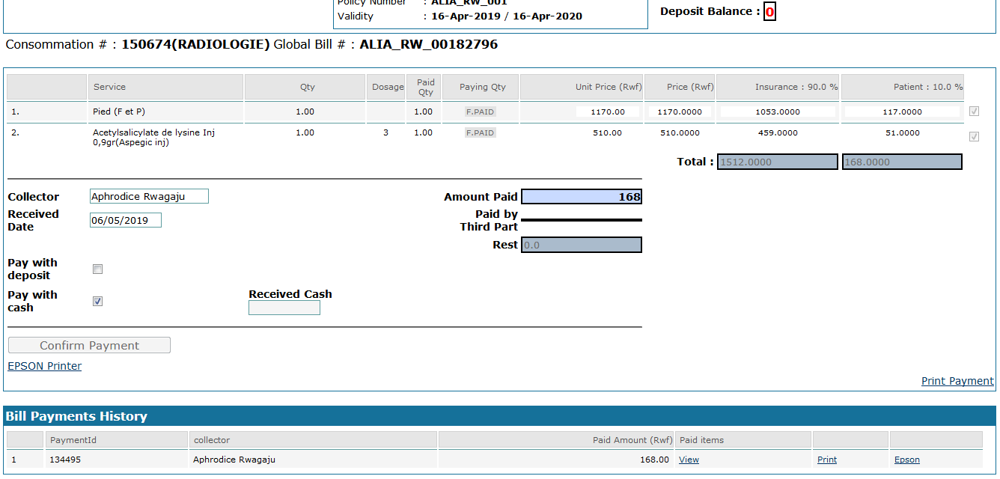 Policy Number : ALIA_RW_001
Validity : 16-Apr-2019 / 16-Apr-2020
Deposit Balance : 0
Consommation # : 150674(RADIOLOGIE) Global Bill # : ALIA_RW_00182796
Service Qty Dosage Paid Qty Paying Qty Unit Price (Rwf) Price (Rwf) Insurance : 90.0 % Patient : 10.0 %
1. Pied (F et P) 1.00 1.00 F.PAID 1170.00 1170.0000 1053.0000 117.0000
2. Acetylsalicylate de lysine Inj 1.00 3 1.00 F.PAID 510.00 510.0000 459.0000 51.0000
0,9gr(Aspegic inj)
Total : 1512.0000 168.0000
Collector Aphrodice Rwagaju Amount Paid 168
Received Date 06/05/2019
Paid by
Third Part
Rest 0.0
Pay with
deposit
Pay with
cash
Received Cash
Confirm Payment
EPSON Printer
Print Payment
Bill Payments History
PaymentId collector Paid Amount (Rwf) Paid items
1 134495 Aphrodice Rwagaju 168.00 View Print Epson